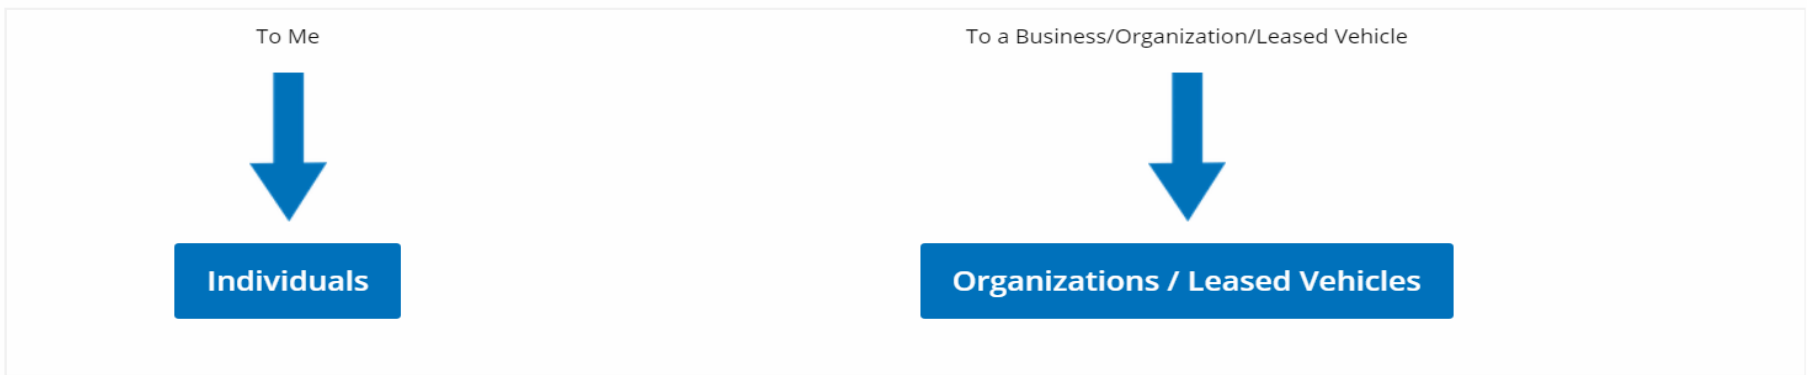 To Me
To a Business/Organization/Leased Vehicle
Individuals
Organizations / Leased Vehicles